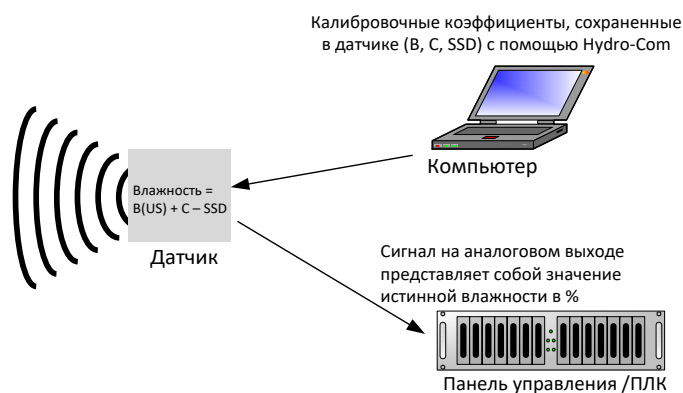 Калибровочные коэффициенты, сохраненные
в датчике (B, C, SSD) с помощью Hydro-Com
Компьютер
Влажность =
B(US) + C – SSD
Датчик
Сигнал на аналоговом выходе
представляет собой значение
истинной влажности в %
Панель управления /ПЛК